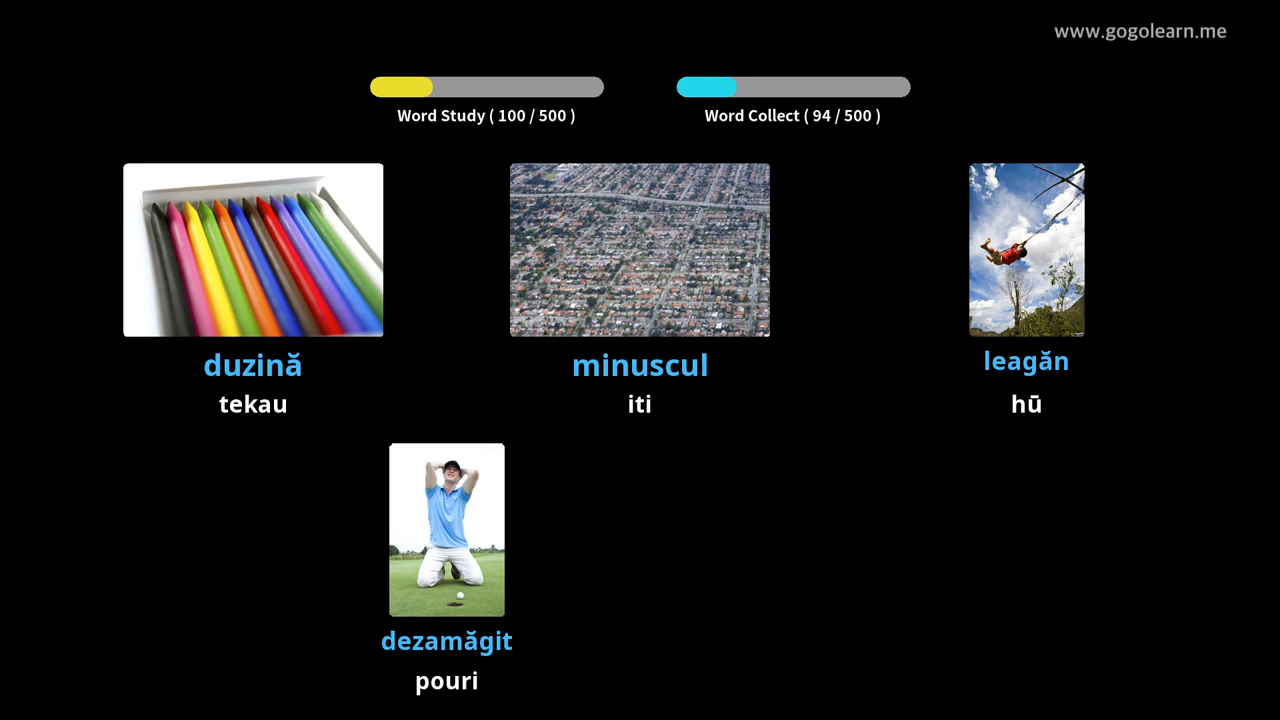 www.gogolearn.me
Word Study ( 100 / 500 )
Word Collect ( 94 / 500 )
duzină
tekau
minuscul
iti
leagăn
hū
dezamăgit
pouri